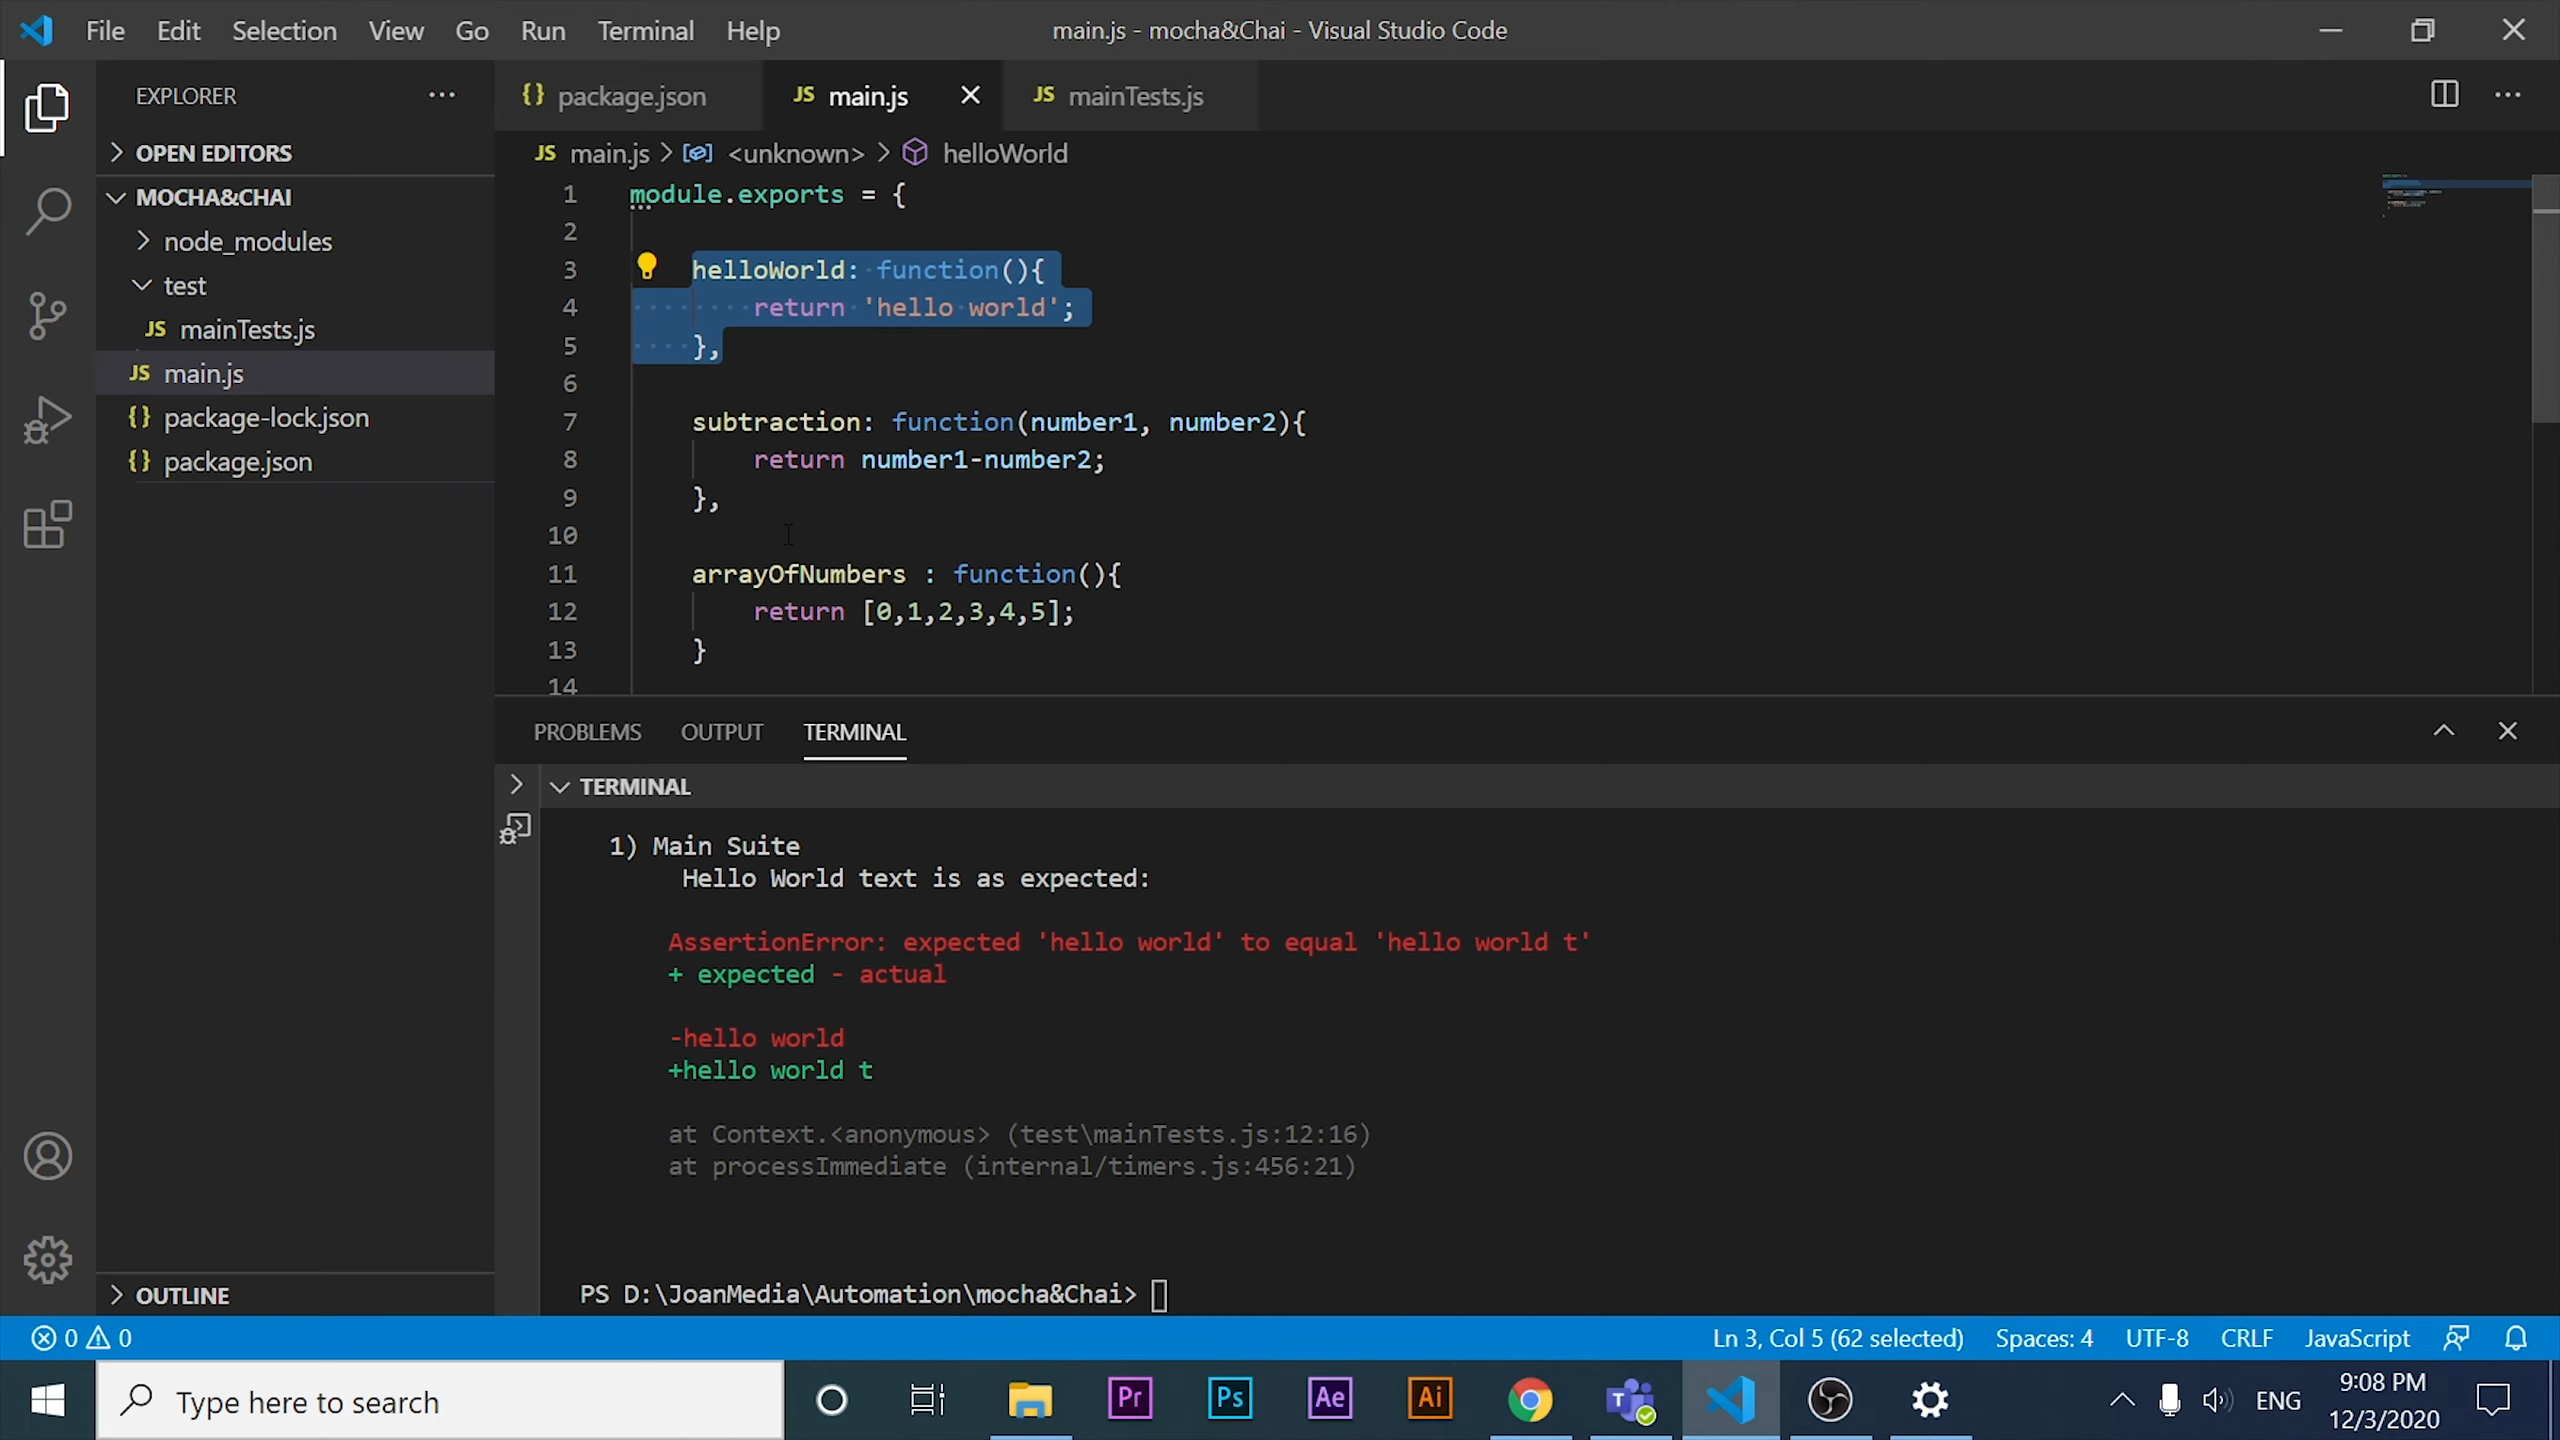 File Edit Selection View Go Run Terminal Help
main.js - mocha&Chai - Visual Studio Code
EXPLORER
OPEN EDITORS
MOCHA&CHAI
node_modules
test
JS mainTests.js
JS main.js
{} package-lock.json
{} package.json
OUTLINE
{} package.json
JS main.js
JS mainTests.js
JS main.js > <unknown> > helloWorld
1 module.exports = {
2
3 helloWorld: function(){
4 return 'hello world';
5 },
6
7 subtraction: function(number1, number2){
8 return number1-number2;
9 },
10
11 arrayOfNumbers : function(){
12 return [0,1,2,3,4,5];
13 }
14
PROBLEMS OUTPUT TERMINAL
TERMINAL
1) Main Suite
Hello World text is as expected:
AssertionError: expected 'hello world' to equal 'hello world t'
+ expected - actual
-hello world
+hello world t
at Context.<anonymous> (test\mainTests.js:12:16)
at processImmediate (internal/timers.js:456:21)
PS D:\JoanMedia\Automation\mocha&Chai>
0 0
Ln 3, Col 5 (62 selected) Spaces: 4 UTF-8 CRLF JavaScript
Type here to search
Pr Ps Ae Ai
T
ENG
9:08 PM
12/3/2020